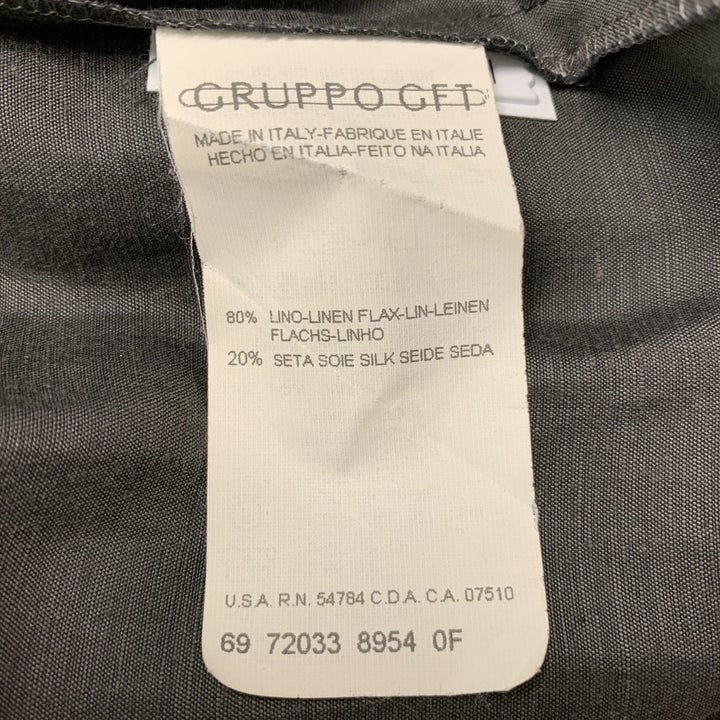 GRUPPO GFT
MADE IN ITALY-FABRIQUE EN ITALIE
HECHO EN ITALIA-FEITO NA ITALIA
80% LINO-LINEN FLAX-LIN-LEINEN
FLACHS-LINHO
20% SETA SOIE SILK SEIDE SEDA
U.S.A. R.N. 54784 C.D.A. C.A. 07510
69 72033 8954 0F